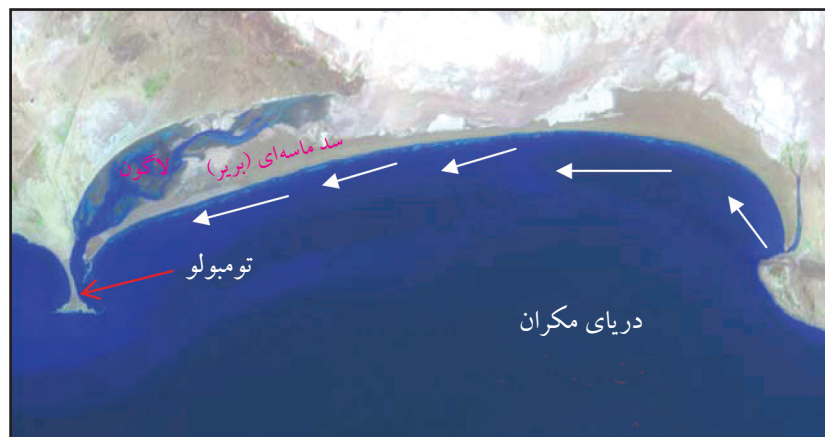 لاگون
سد ماسه‌ای (بریر)
تومبولو
دریای مکران